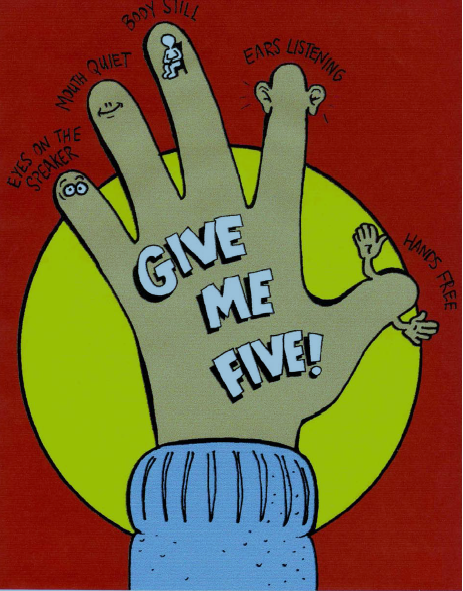 BODY STILL
EARS LISTENING
MOUTH QUIET
EYES ON THE
SPEAKER
HANDS FREE
GIVE
ME
FIVE!